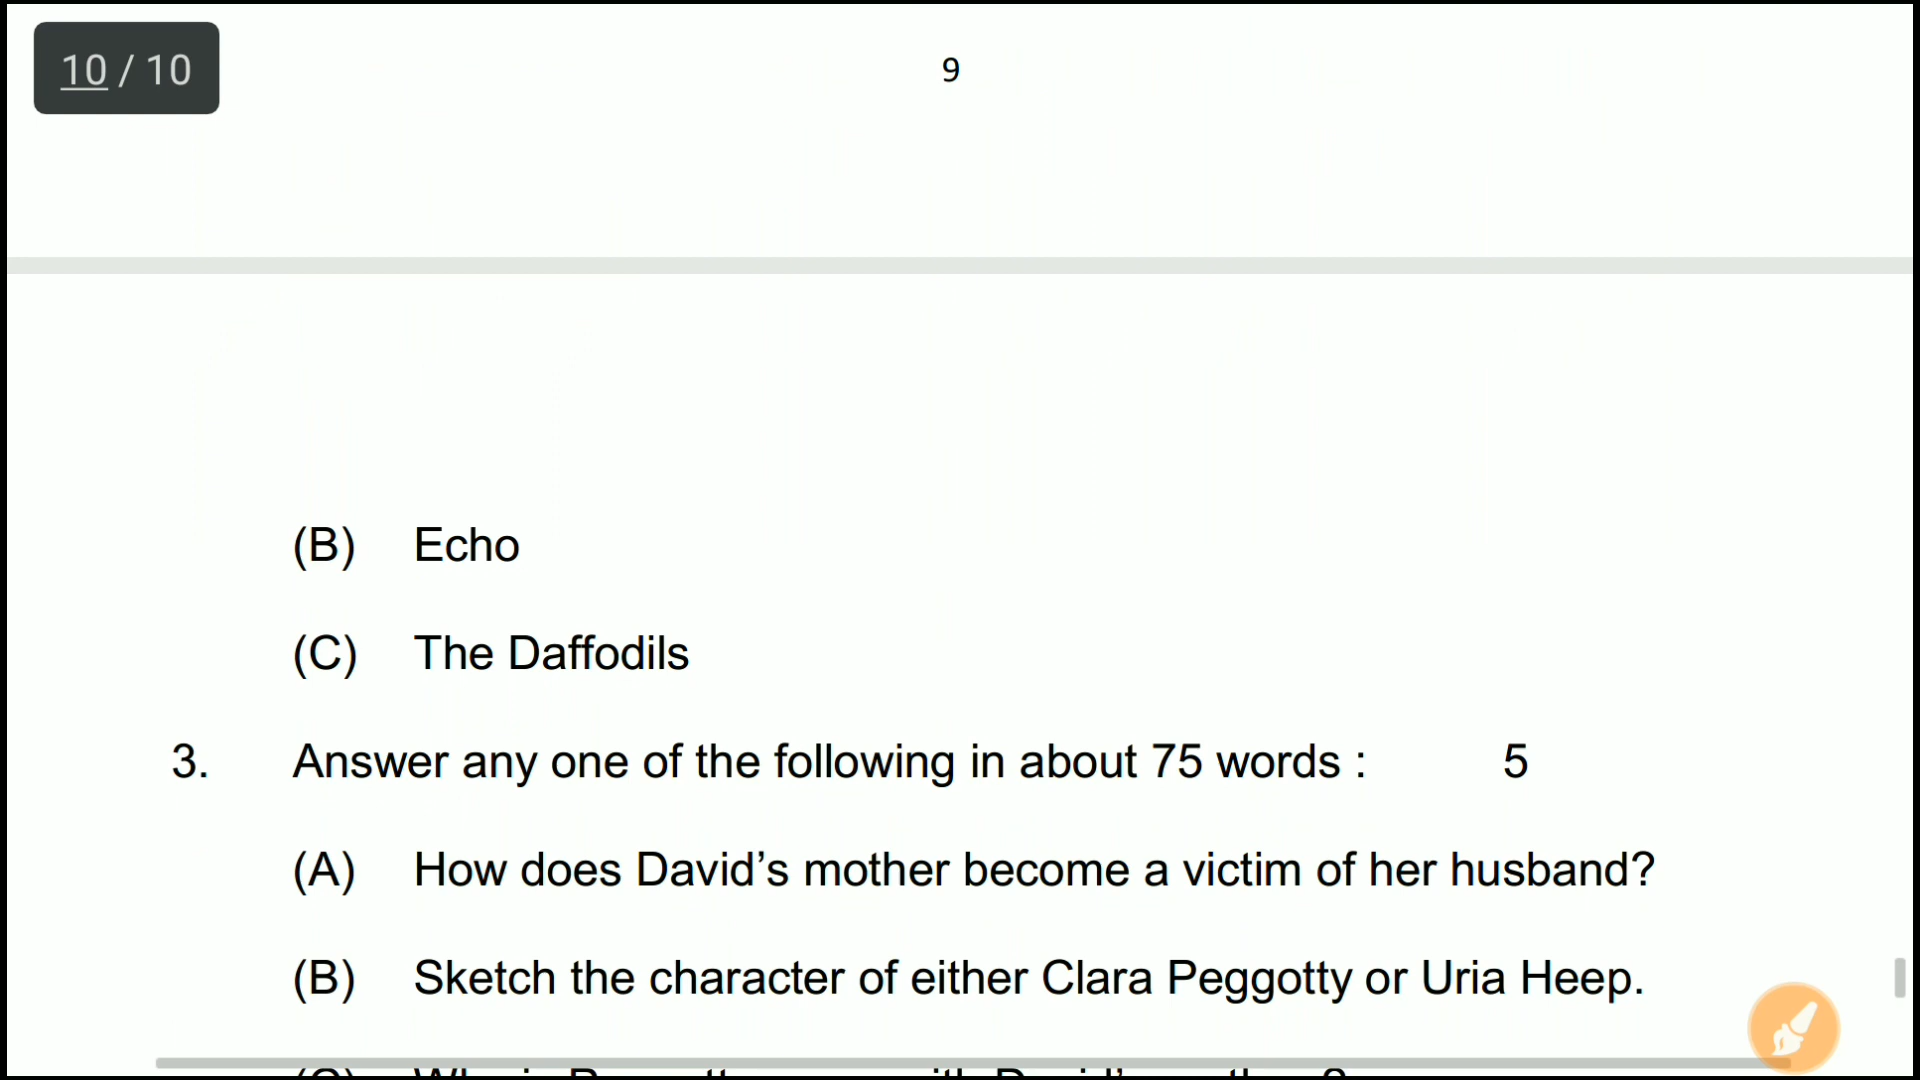 10 / 10
9
(B) Echo
(C) The Daffodils
3. Answer any one of the following in about 75 words : 5
(A) How does David’s mother become a victim of her husband?
(B) Sketch the character of either Clara Peggotty or Uria Heep.